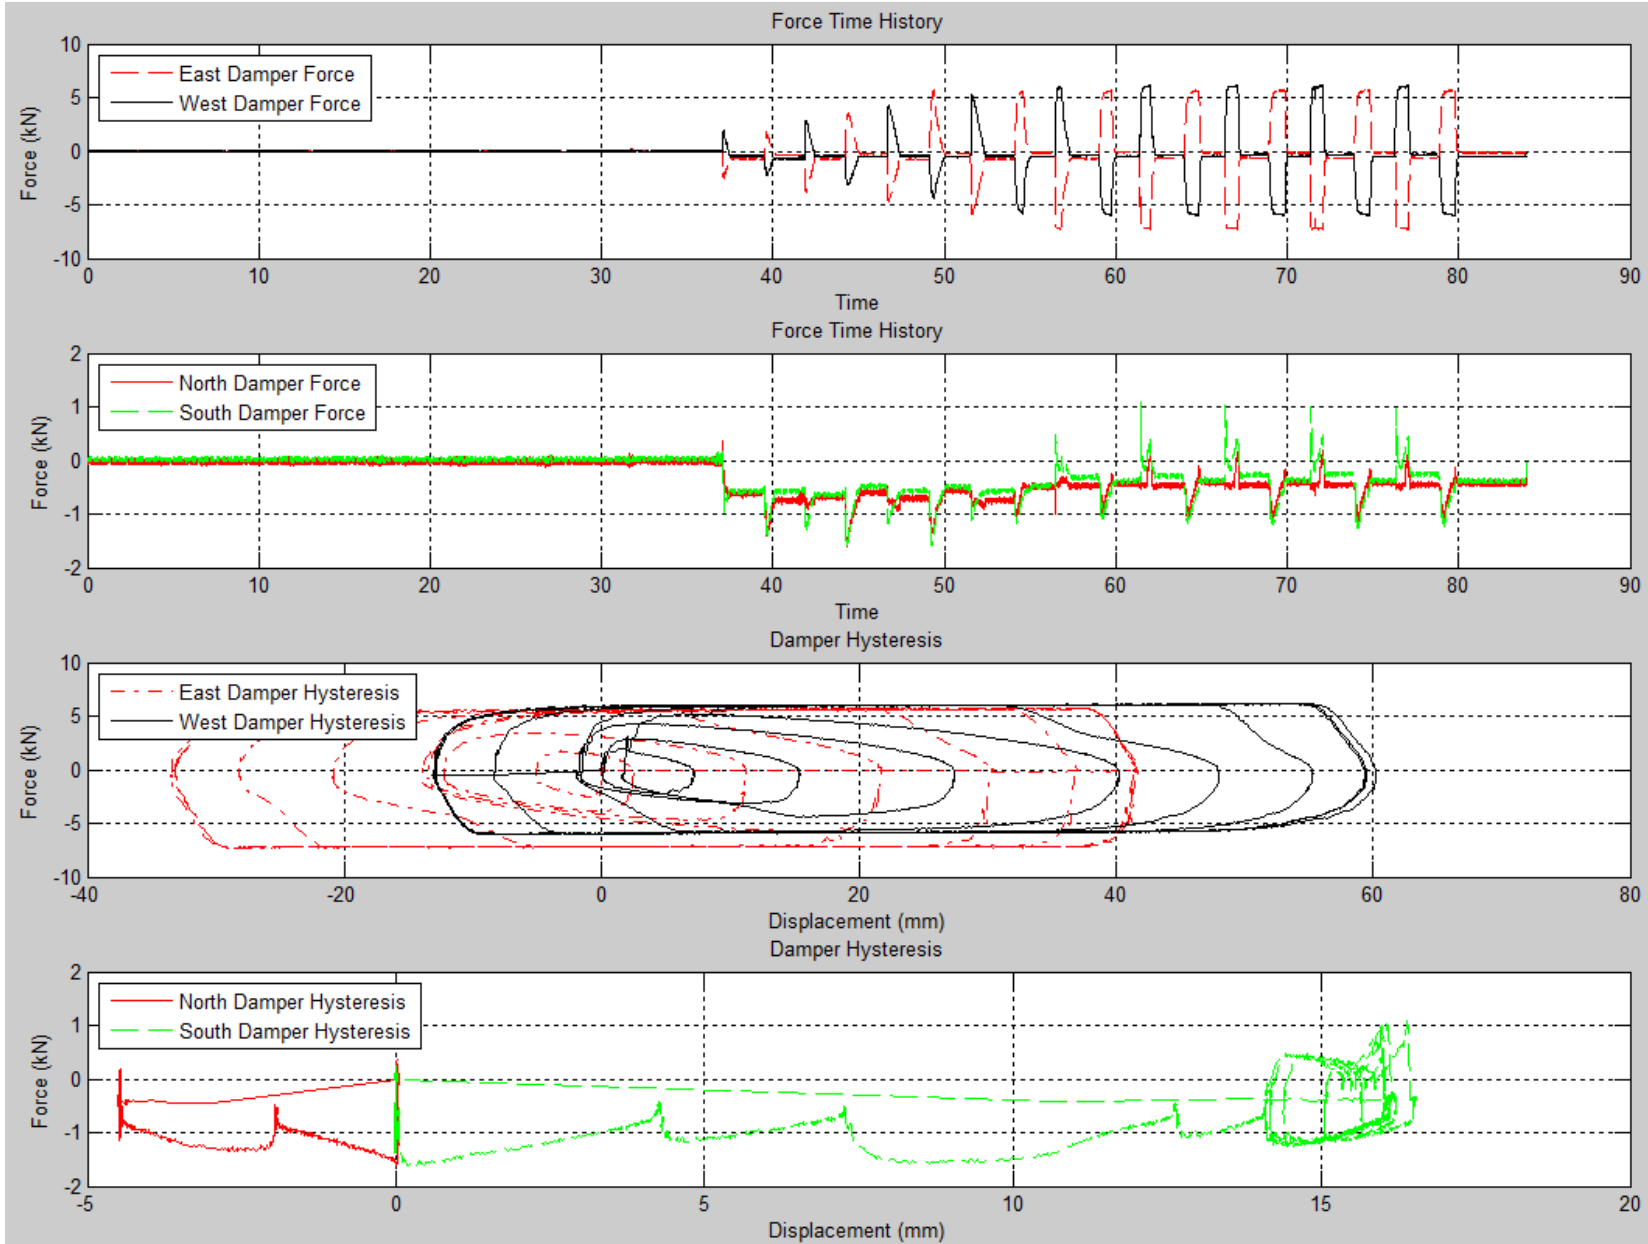 Force Time History
10
5
0
-5
-10
Force (kN)
East Damper Force
West Damper Force
0 10 20 30 40 50 60 70 80 90
Time
Force Time History
2
1
0
-1
-2
Force (kN)
North Damper Force
South Damper Force
0 10 20 30 40 50 60 70 80 90
Time
Damper Hysteresis
10
5
0
-5
-10
Force (kN)
East Damper Hysteresis
West Damper Hysteresis
-40 -20 0 20 40 60 80
Displacement (mm)
Damper Hysteresis
2
1
0
-1
-2
Force (kN)
North Damper Hysteresis
South Damper Hysteresis
-5 0 5 10 15 20
Displacement (mm)